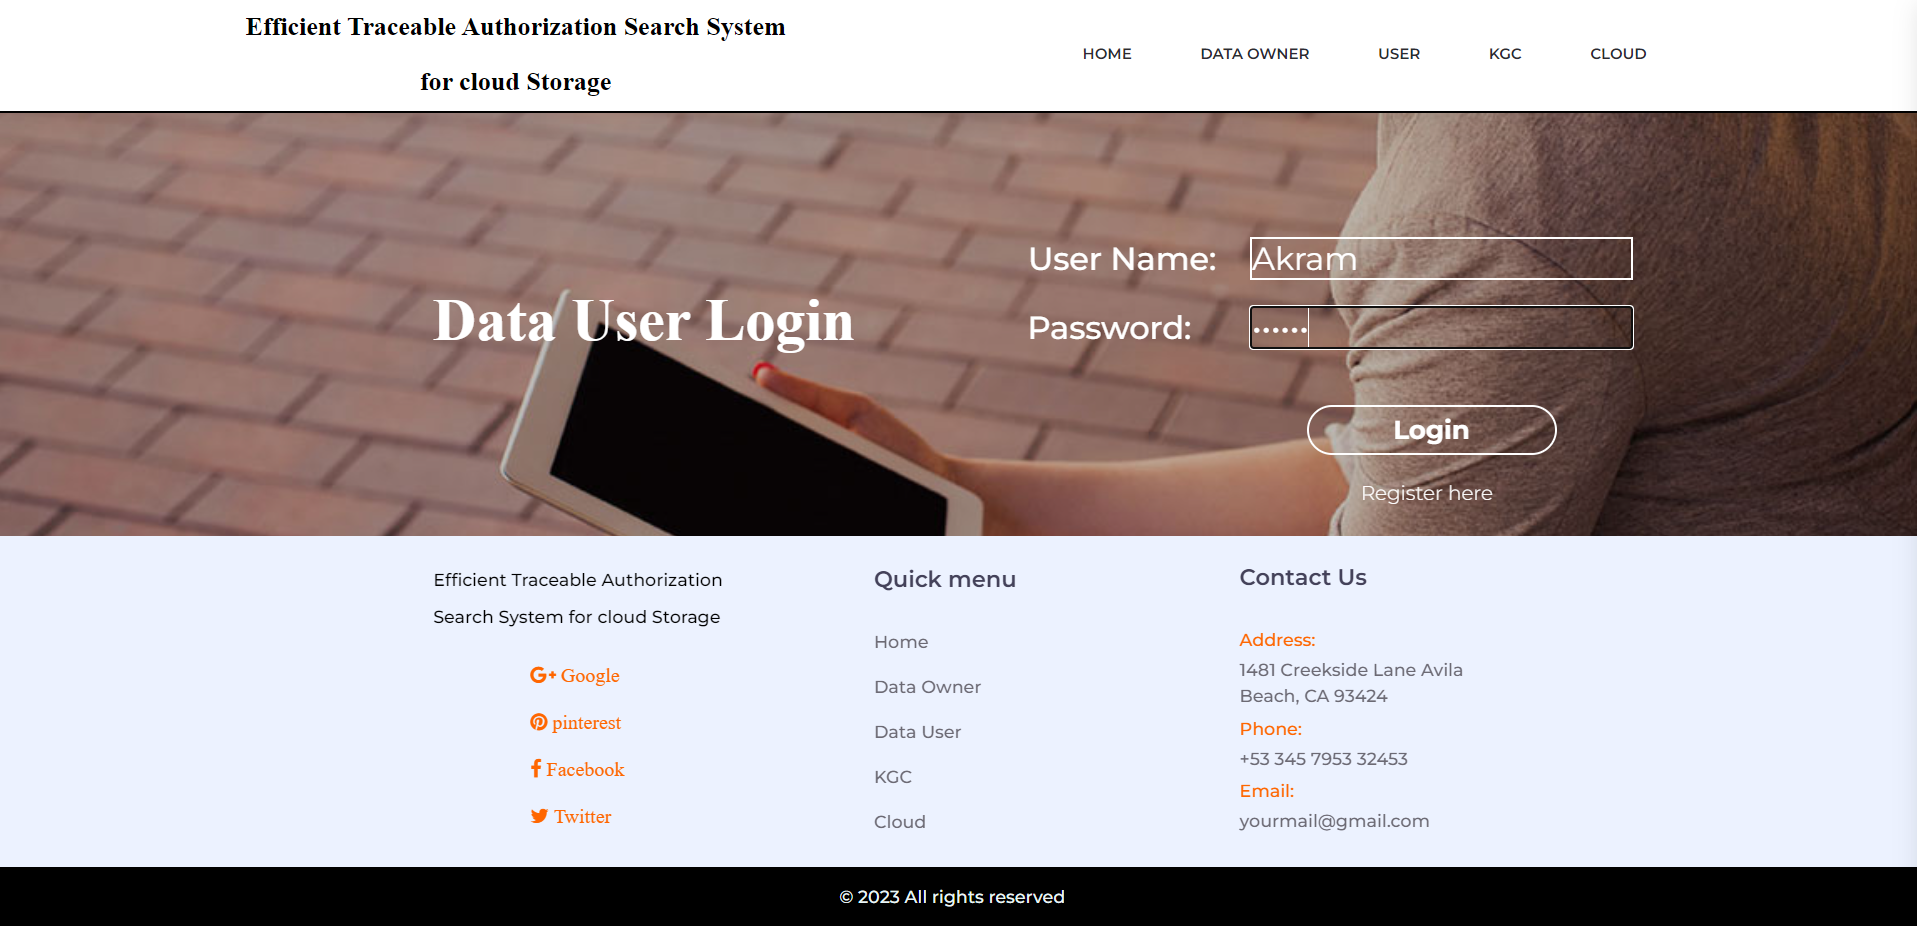 Efficient Traceable Authorization Search System
for cloud Storage
HOME DATA OWNER USER KGC CLOUD
Data User Login
User Name: Akram
Password: ••••••
Login
Register here
Efficient Traceable Authorization
Search System for cloud Storage
G+ Google
pinterest
f Facebook
Twitter
Quick menu
Home
Data Owner
Data User
KGC
Cloud
Contact Us
Address:
1481 Creekside Lane Avila
Beach, CA 93424
Phone:
+53 345 7953 32453
Email:
yourmail@gmail.com
© 2023 All rights reserved